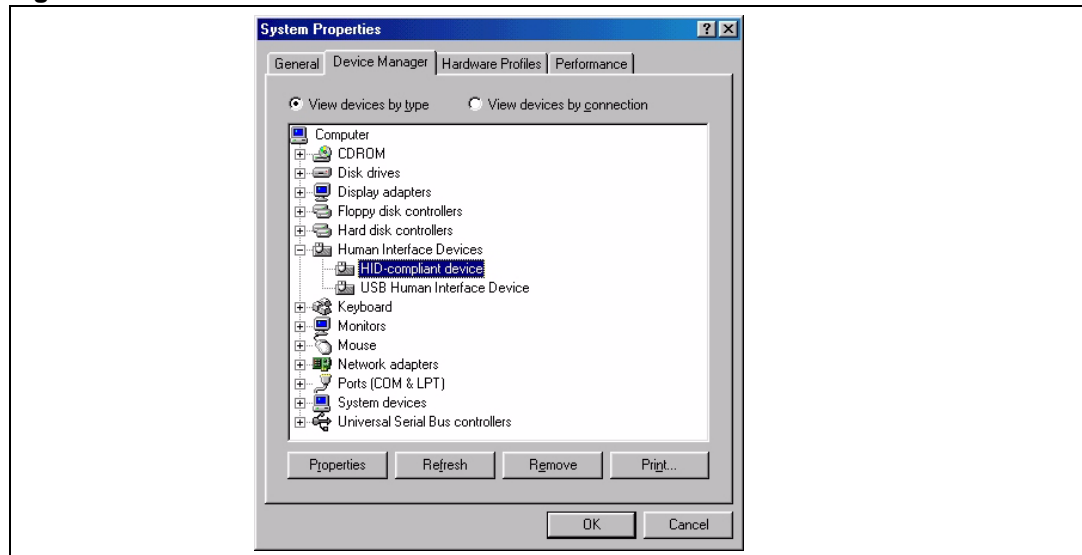 System Properties
General Device Manager Hardware Profiles Performance
View devices by type View devices by connection
Computer
CDROM
Disk drives
Display adapters
Floppy disk controllers
Hard disk controllers
Human Interface Devices
HID-compliant device
USB Human Interface Device
Keyboard
Monitors
Mouse
Network adapters
Ports (COM & LPT)
System devices
Universal Serial Bus controllers
Properties Refresh Remove Print...
OK Cancel